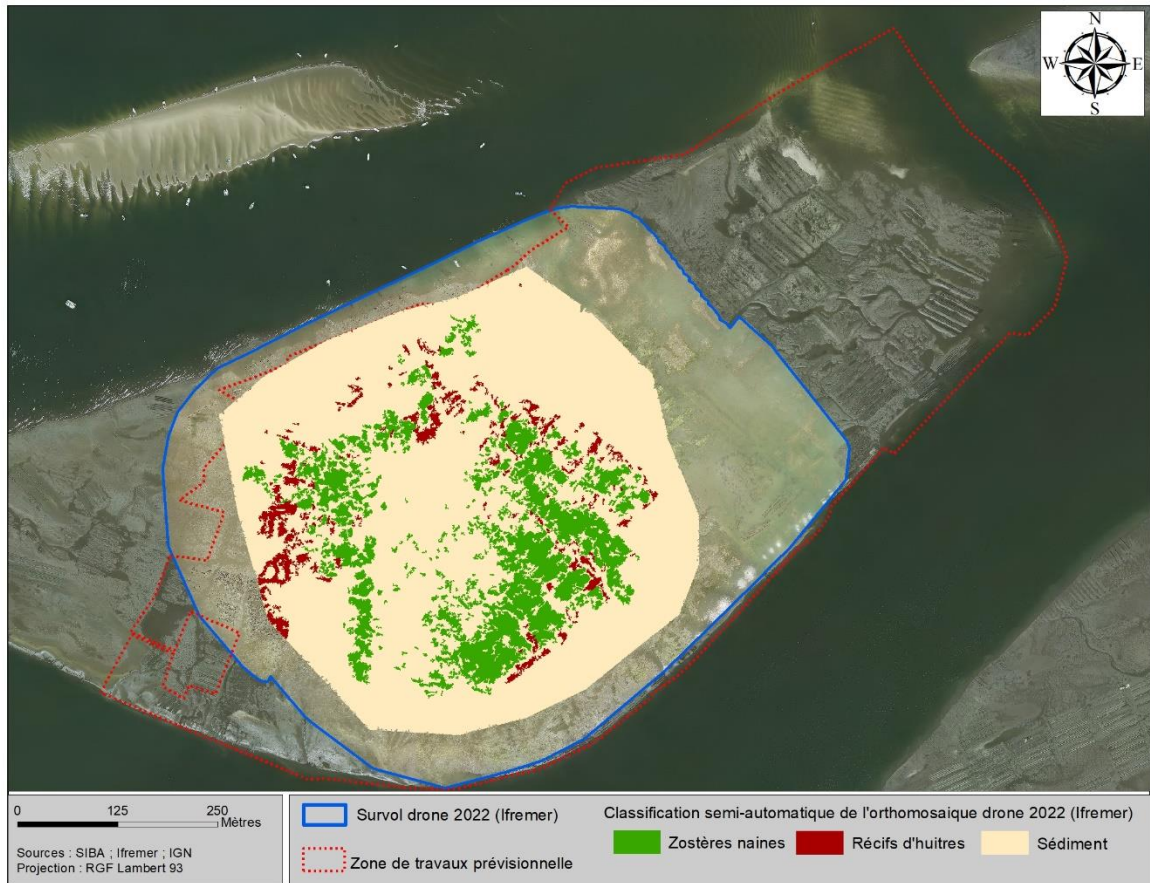 N
W E
S
0 125 250
Mètres
Sources : SIBA ; Ifremer ; IGN
Projection : RGF Lambert 93
Survol drone 2022 (Ifremer)
Zone de travaux prévisionnelle
Classification semi-automatique de l'orthomosaique drone 2022 (Ifremer)
Zostères naines
Récifs d'huitres
Sédiment